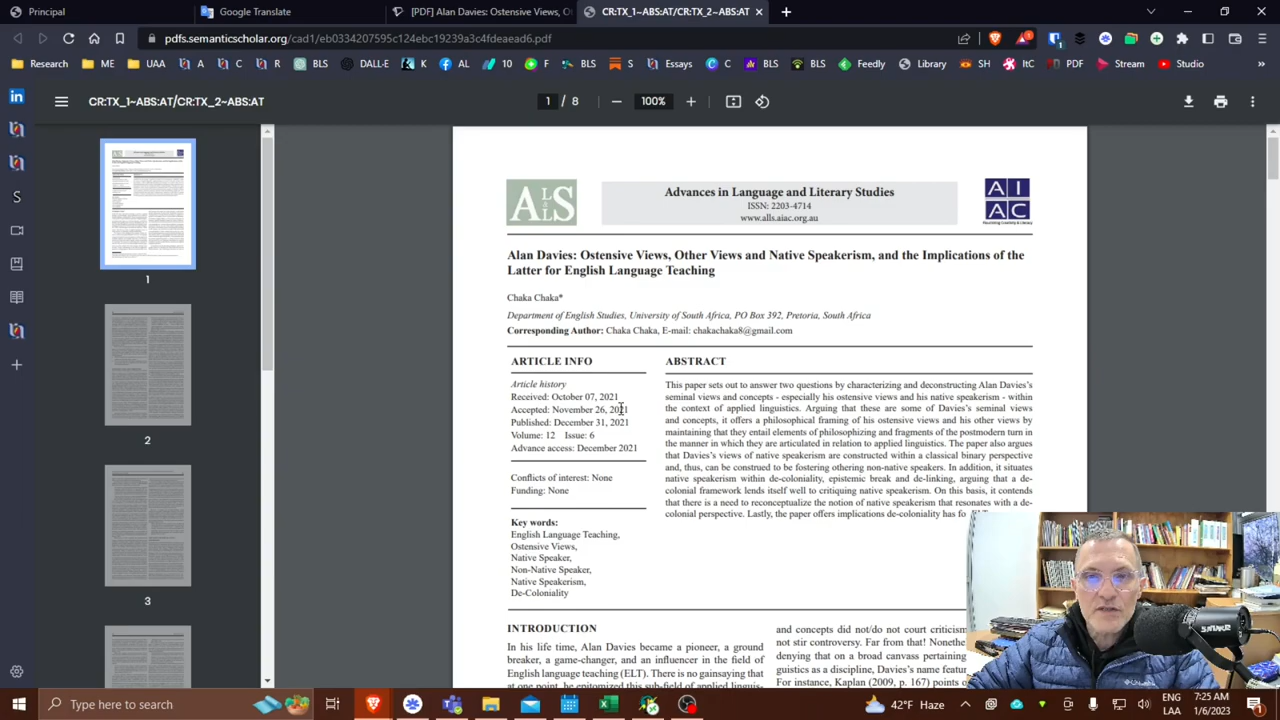 Principal
Google Translate
[PDF] Alan Davies: Ostensive Views, O
CR:TX_1~ABS:AT/CR:TX_2~ABS:AT
pdfs.semanticscholar.org/cad1/eb0334207595c124ebc19239a3c4fdeaead6.pdf
Research ME UAA A C R BLS DALL-E K AL 10 F BLS S Essays C BLS BLS Feedly Library SH ITC PDF Stream Studio
CR:TX_1~ABS:AT/CR:TX_2~ABS:AT
1 / 8
100%
1
2
3
ALLS
Advances in Language and Literary Studies
ISSN: 2203-4714
www.alls.aiac.org.au
AIAC
Alan Davies: Ostensive Views, Other Views and Native Speakerism, and the Implications of the
Latter for English Language Teaching
Chaka Chaka*
Department of English Studies, University of South Africa, PO Box 392, Pretoria, South Africa
Corresponding Author: Chaka Chaka, E-mail: chakachaka8@gmail.com
ARTICLE INFO
Article history
Received: October 07, 2021
Accepted: November 26, 2021
Published: December 31, 2021
Volume: 12 Issue: 6
Advance access: December 2021
Conflicts of interest: None
Funding: None
Key words:
English Language Teaching,
Ostensive Views,
Native Speaker,
Non-Native Speaker,
Native Speakerism,
De-Coloniality
ABSTRACT
This paper sets out to answer two questions by characterizing and deconstructing Alan Davies's
seminal views and concepts - especially his ostensive views and his native speakerism - within
the context of applied linguistics. Arguing that these are some of Davies's seminal views
and concepts, it offers a philosophical framing of his ostensive views and his other views by
maintaining that they entail elements of philosophizing and fragments of the postmodern turn in
the manner in which they are articulated in relation to applied linguistics. The paper also argues
that Davies's views of native speakerism are constructed within a classical binary perspective
and, thus, can be construed to be fostering othering non-native speakers. In addition, it situates
native speakerism within de-coloniality, epistemic break and de-linking, arguing that a de-
colonial framework lends itself well to critiquing native speakerism. On this basis, it contends
that there is a need to reconceptualize the notion of native speakerism that resonates with a de-
colonial perspective. Lastly, the paper offers implications de-coloniality has fo
INTRODUCTION
In his life time, Alan Davies became a pioneer, a ground
breaker, a game-changer, and an influencer in the field of
English language teaching (ELT). There is no gainsaying that
at one point, he epitomized this sub-field of applied linguis-
and concepts did not/do not court criticism
not stir controversy. Far from that! Nonethe
denying that on a broad canvass pertaining
guistics as a discipline, Davies's name featur
For instance, Kaplan (2009, p. 167) points o
Type here to search
42°F Haze
ENG
LAA
7:25 AM
1/6/2023